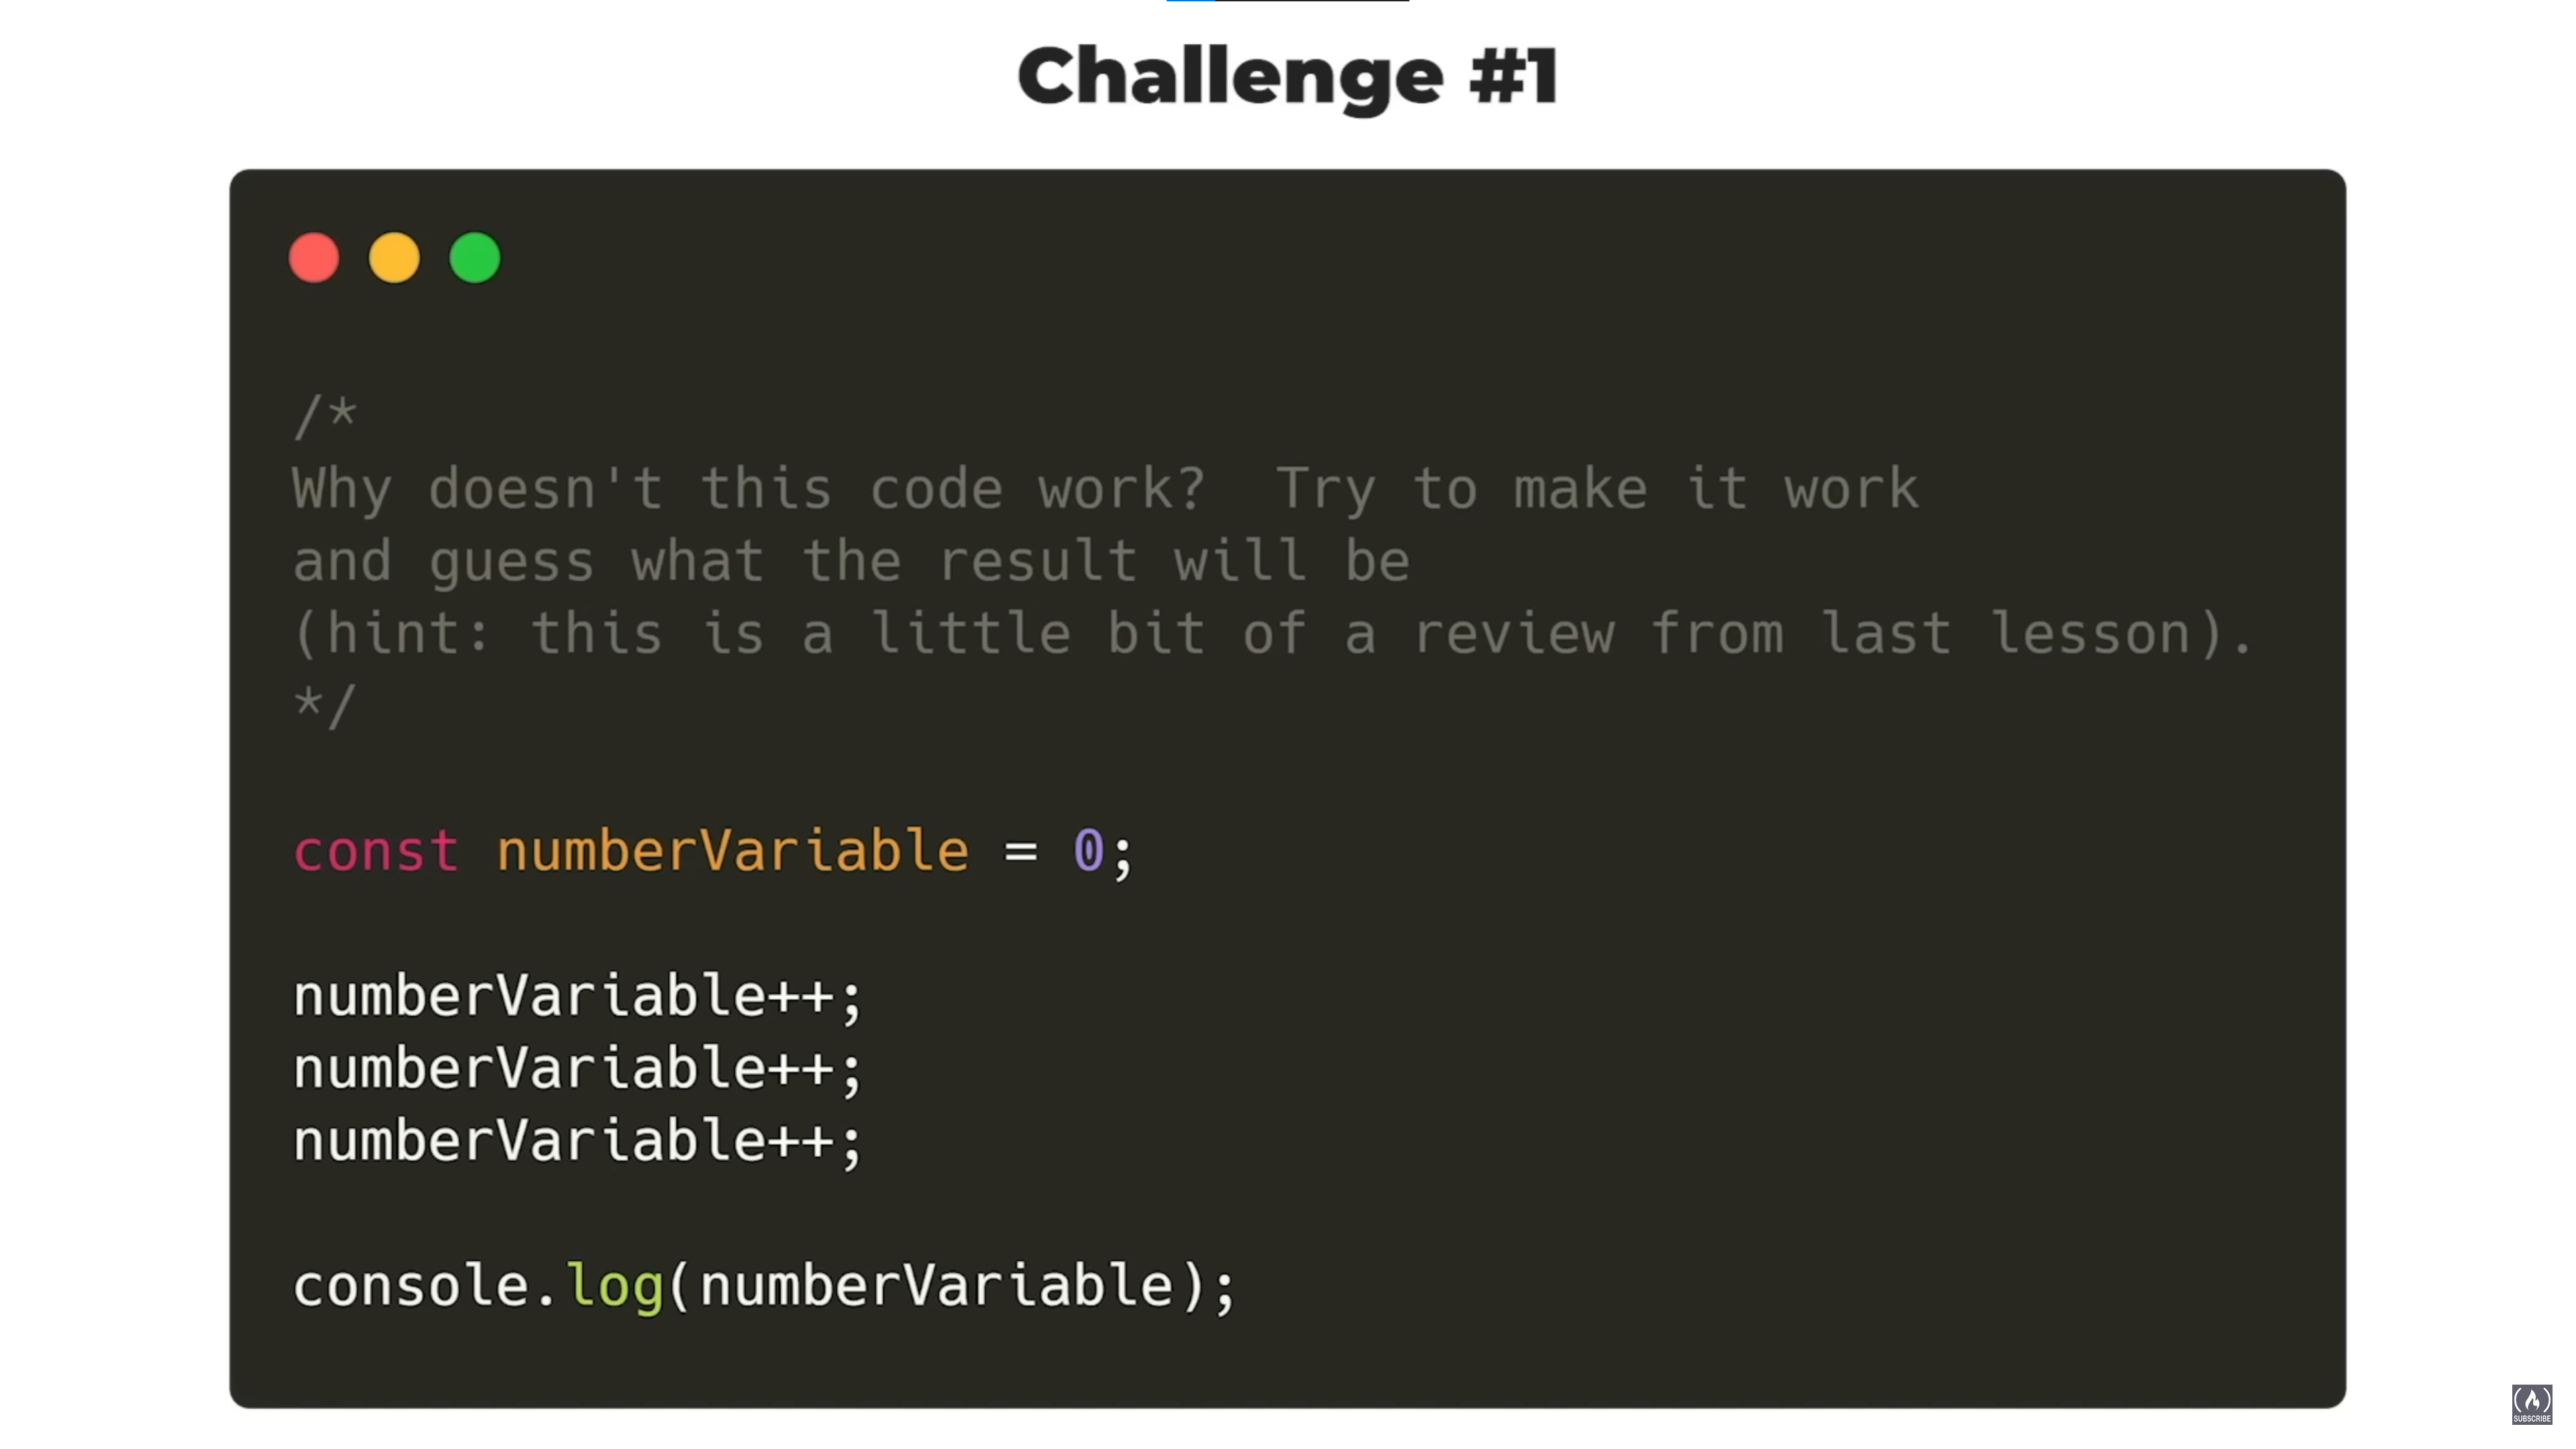 Challenge #1
/*
Why doesn't this code work?  Try to make it work
and guess what the result will be
(hint: this is a little bit of a review from last lesson).
*/
const numberVariable = 0;
numberVariable++;
numberVariable++;
numberVariable++;
console.log(numberVariable);
SUBSCRIBE